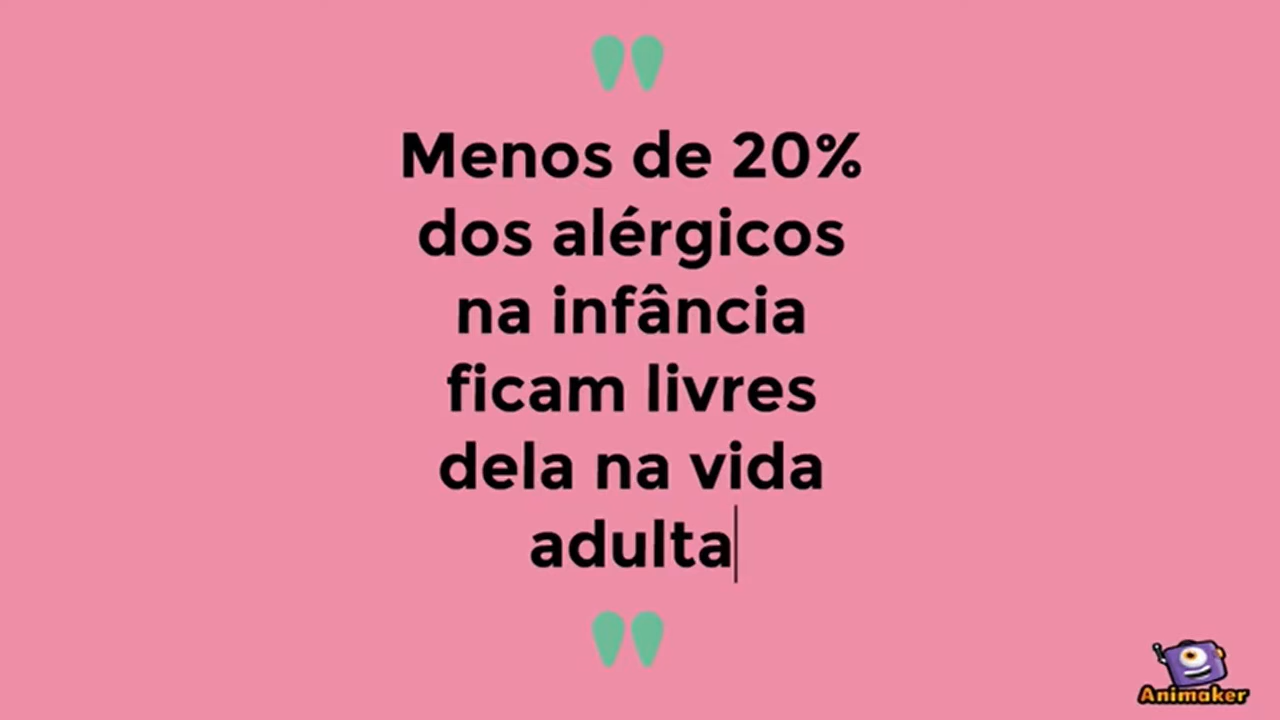 "
Menos de 20%
dos alérgicos
na infância
ficam livres
dela na vida
adulta
"
Animaker